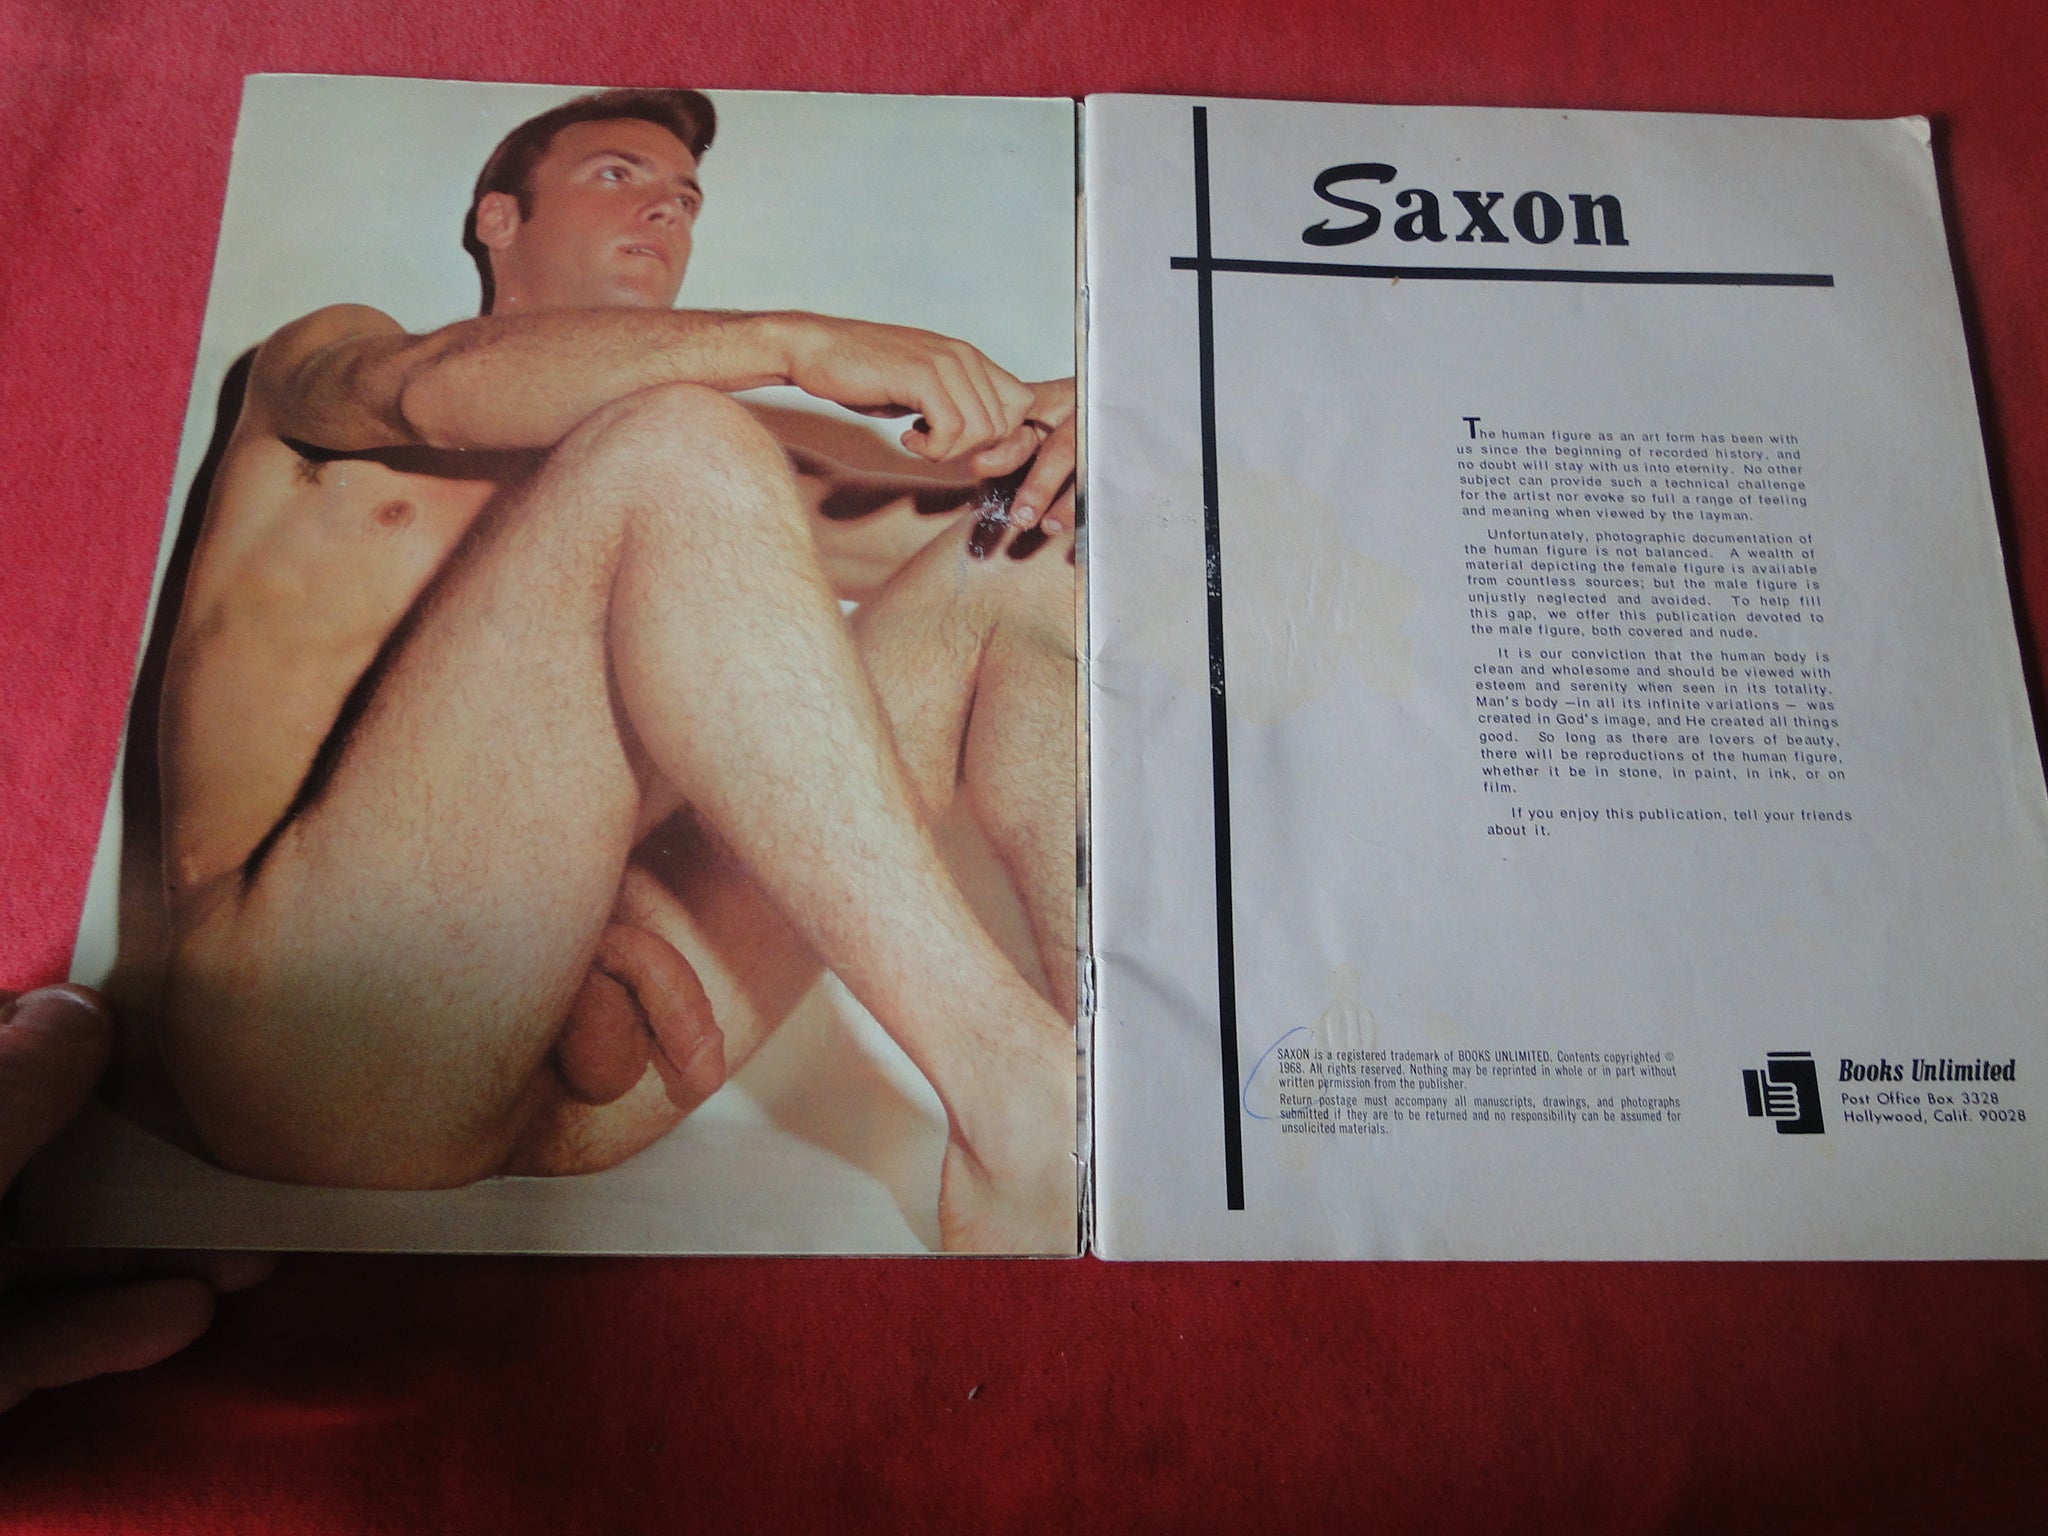 Saxon
The human figure as an art form has been with
us since the beginning of recorded history, and
no doubt will stay with us into eternity. No other
subject can provide such a technical challenge
for the artist nor evoke so full a range of feeling
and meaning when viewed by the layman.
Unfortunately, photographic documentation of
the human figure is not balanced. A wealth of
material depicting the female figure is available
from countless sources; but the male figure is
unjustly neglected and avoided. To help fill
this gap, we offer this publication devoted to
the male figure, both covered and nude.
It is our conviction that the human body is
clean and wholesome and should be viewed with
esteem and serenity when seen in its totality.
Man's body —in all its infinite variations — was
created in God's image, and He created all things
good. So long as there are lovers of beauty,
there will be reproductions of the human figure,
whether it be in stone, in paint, in ink, or on
film.
If you enjoy this publication, tell your friends
about it.
SAXON is a registered trademark of BOOKS UNLIMITED. Contents copyrighted ©
1968. All rights reserved. Nothing may be reprinted in whole or in part without
written permission from the publisher.
Return postage must accompany all manuscripts, drawings, and photographs
submitted if they are to be returned and no responsibility can be assumed for
unsolicited materials.
Books Unlimited
Post Office Box 3328
Hollywood, Calif. 90028